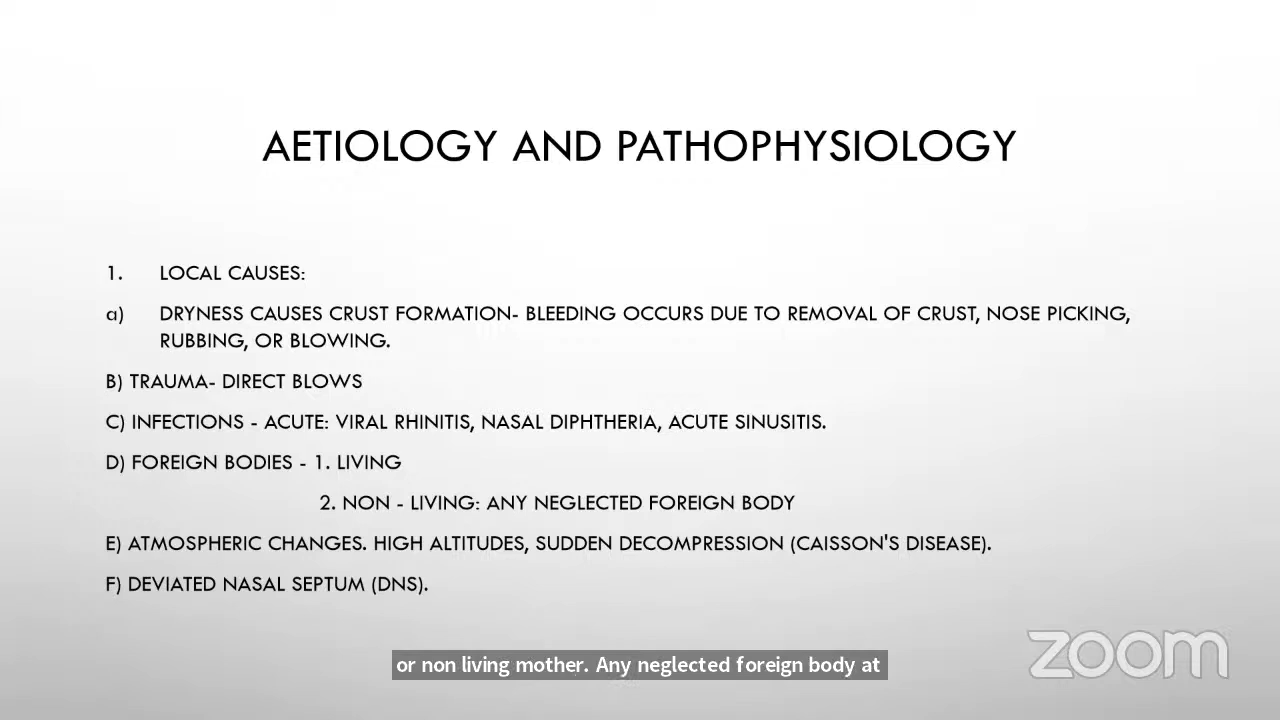 AETIOLOGY AND PATHOPHYSIOLOGY
1. LOCAL CAUSES:
a) DRYNESS CAUSES CRUST FORMATION- BLEEDING OCCURS DUE TO REMOVAL OF CRUST, NOSE PICKING,
RUBBING, OR BLOWING.
B) TRAUMA- DIRECT BLOWS
C) INFECTIONS - ACUTE: VIRAL RHINITIS, NASAL DIPHTHERIA, ACUTE SINUSITIS.
D) FOREIGN BODIES - 1. LIVING
2. NON - LIVING: ANY NEGLECTED FOREIGN BODY
E) ATMOSPHERIC CHANGES. HIGH ALTITUDES, SUDDEN DECOMPRESSION (CAISSON'S DISEASE).
F) DEVIATED NASAL SEPTUM (DNS).
or non living mother. Any neglected foreign body at
zoom